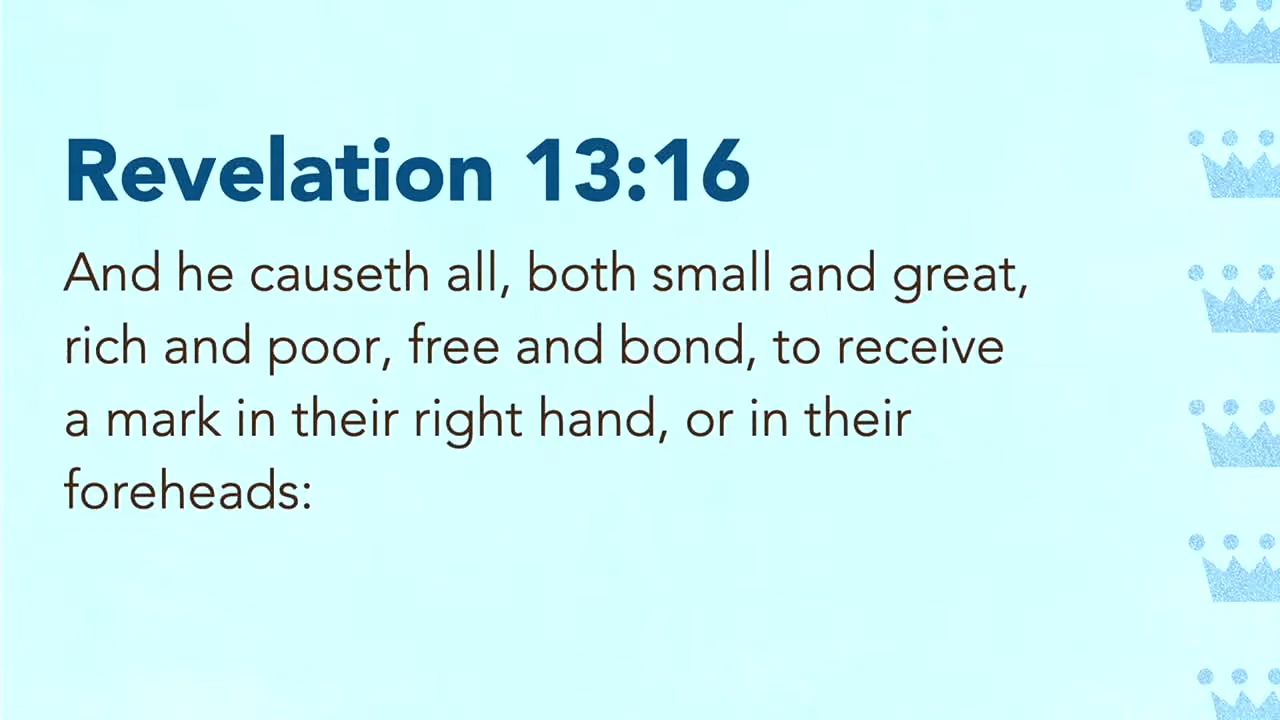 Revelation 13:16
And he causeth all, both small and great,
rich and poor, free and bond, to receive
a mark in their right hand, or in their
foreheads: